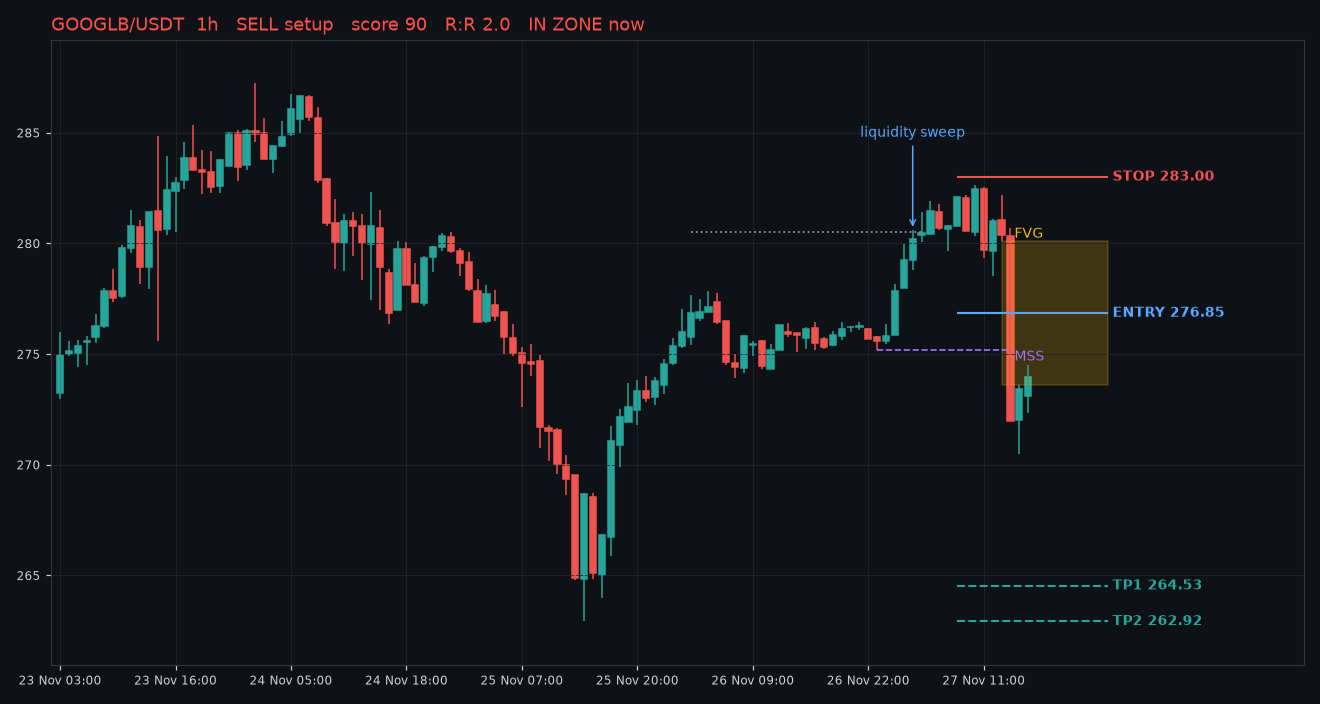 GOOGLB/USDT 1h SELL setup score 90 R:R 2.0 IN ZONE now
liquidity sweep
285
STOP 283.00
FVG
280
ENTRY 276.85
MSS
275
270
TP1 264.53
265
TP2 262.92
23 Nov 03:00 23 Nov 16:00 24 Nov 05:00 24 Nov 18:00 25 Nov 07:00 25 Nov 20:00 26 Nov 09:00 26 Nov 22:00 27 Nov 11:00